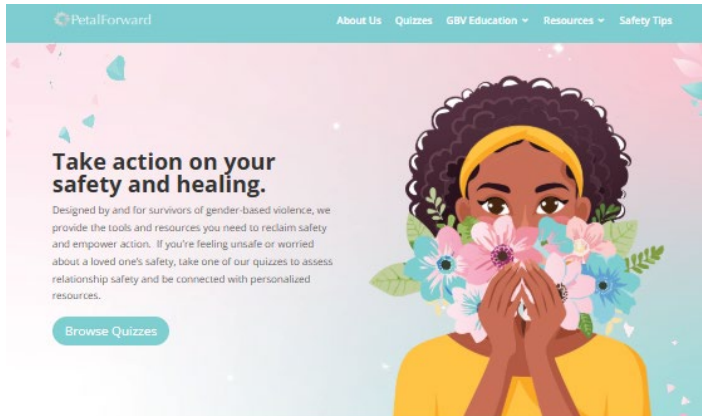 PetalForward
About Us Quizzes GBV Education Resources Safety Tips
Take action on your
safety and healing.
Designed by and for survivors of gender-based violence, we
provide the tools and resources you need to reclaim safety
and empower action. If you're feeling unsafe or worried
about a loved one's safety, take one of our quizzes to assess
relationship safety and be connected with personalized
resources.
Browse Quizzes